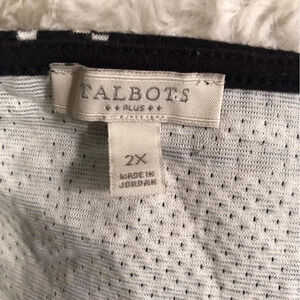 TALBOTS
PLUS
2X
MADE IN
JORDAN